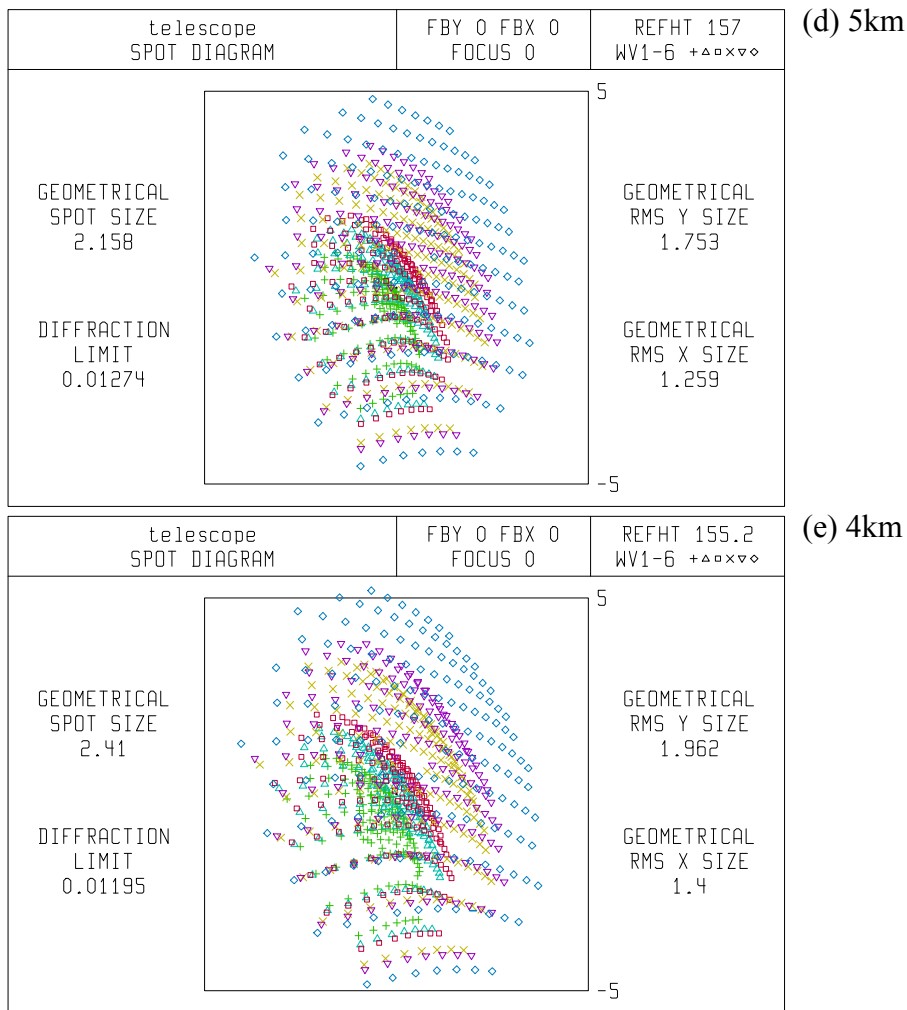 telescope
SPOT DIAGRAM
FBY 0 FBX 0
FOCUS 0
REFHT 157
WV1-6 +△□×▽◇
(d) 5km
5
GEOMETRICAL
SPOT SIZE
2.158
GEOMETRICAL
RMS Y SIZE
1.753
DIFFRACTION
LIMIT
0.01274
GEOMETRICAL
RMS X SIZE
1.259
-5
telescope
SPOT DIAGRAM
FBY 0 FBX 0
FOCUS 0
REFHT 155.2
WV1-6 +△□×▽◇
(e) 4km
5
GEOMETRICAL
SPOT SIZE
2.41
GEOMETRICAL
RMS Y SIZE
1.962
DIFFRACTION
LIMIT
0.01195
GEOMETRICAL
RMS X SIZE
1.4
-5